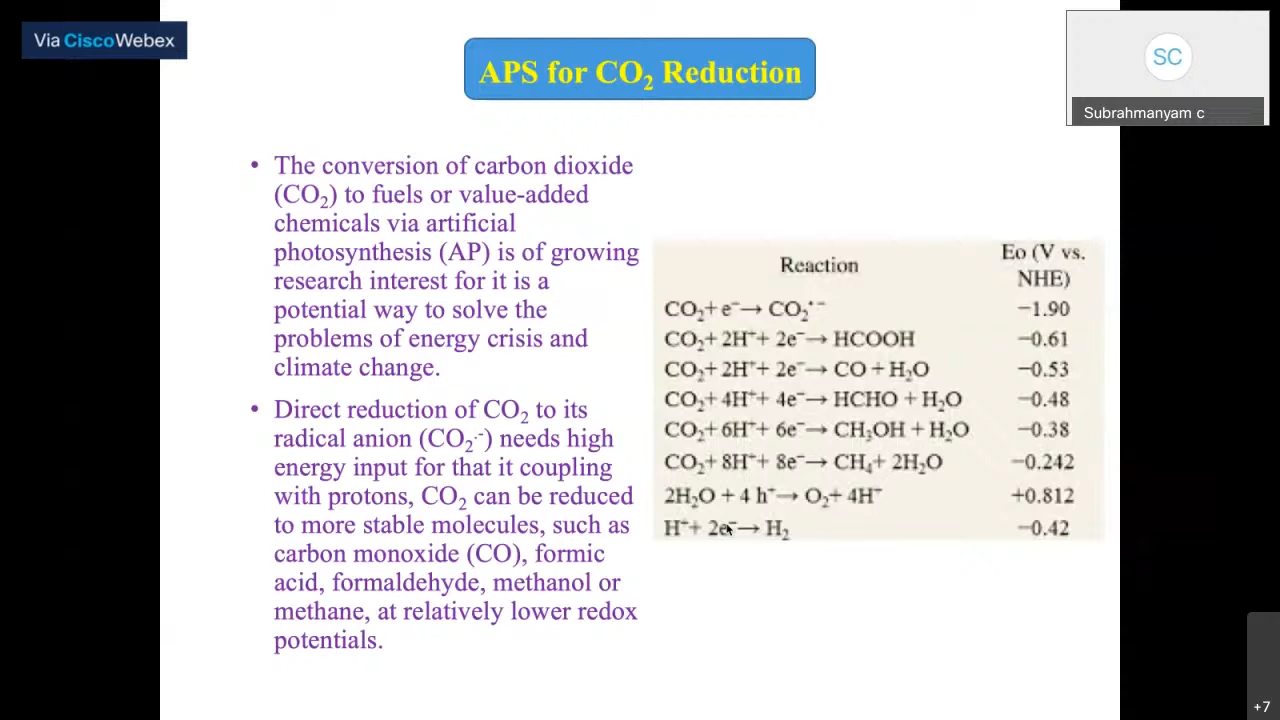 Via CiscoWebex
APS for CO₂ Reduction
SC
Subrahmanyam c
• The conversion of carbon dioxide
(CO₂) to fuels or value-added
chemicals via artificial
photosynthesis (AP) is of growing
research interest for it is a
potential way to solve the
problems of energy crisis and
climate change.
• Direct reduction of CO₂ to its
radical anion (CO₂·⁻) needs high
energy input for that it coupling
with protons, CO₂ can be reduced
to more stable molecules, such as
carbon monoxide (CO), formic
acid, formaldehyde, methanol or
methane, at relatively lower redox
potentials.
Reaction Eo (V vs.
NHE)
CO₂+ e⁻→ CO₂•⁻ −1.90
CO₂+ 2H⁺+ 2e⁻→ HCOOH −0.61
CO₂+ 2H⁺+ 2e⁻→ CO + H₂O −0.53
CO₂+ 4H⁺+ 4e⁻→ HCHO + H₂O −0.48
CO₂+ 6H⁺+ 6e⁻→ CH₃OH + H₂O −0.38
CO₂+ 8H⁺+ 8e⁻→ CH₄+ 2H₂O −0.242
2H₂O + 4 h⁺→ O₂+ 4H⁺ +0.812
H⁺+ 2e⁻→ H₂ −0.42
+7